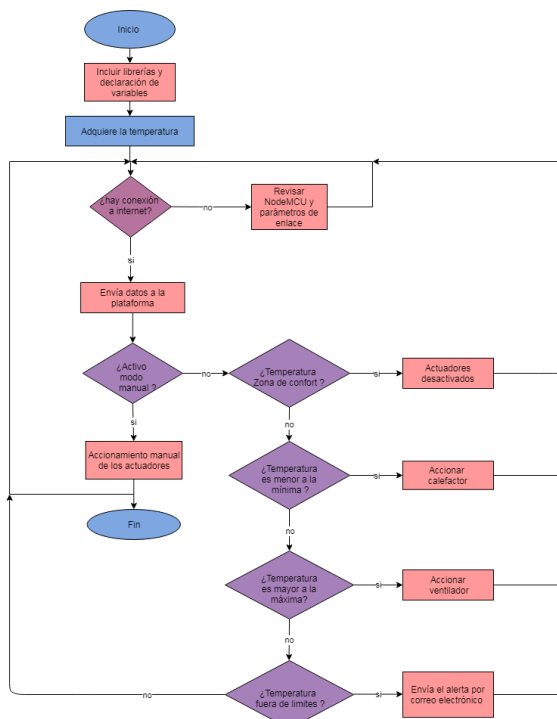 Inicio
Incluir librerías y
declaración de
variables
Adquiere la temperatura
¿hay conexión
a internet?
no
Revisar
NodeMCU y
parámetros de
enlace
si
Envía datos a la
plataforma
¿Activo
modo
manual ?
no
¿Temperatura
Zona de confort ?
si
Actuadores
desactivados
si
no
Accionamiento manual
de los actuadores
¿Temperatura
es menor a la
mínima ?
si
Accionar
calefactor
Fin
no
¿Temperatura
es mayor a la
máxima?
si
Accionar
ventilador
no
¿Temperatura
fuera de limites ?
no
si
Envía el alerta por
correo electrónico